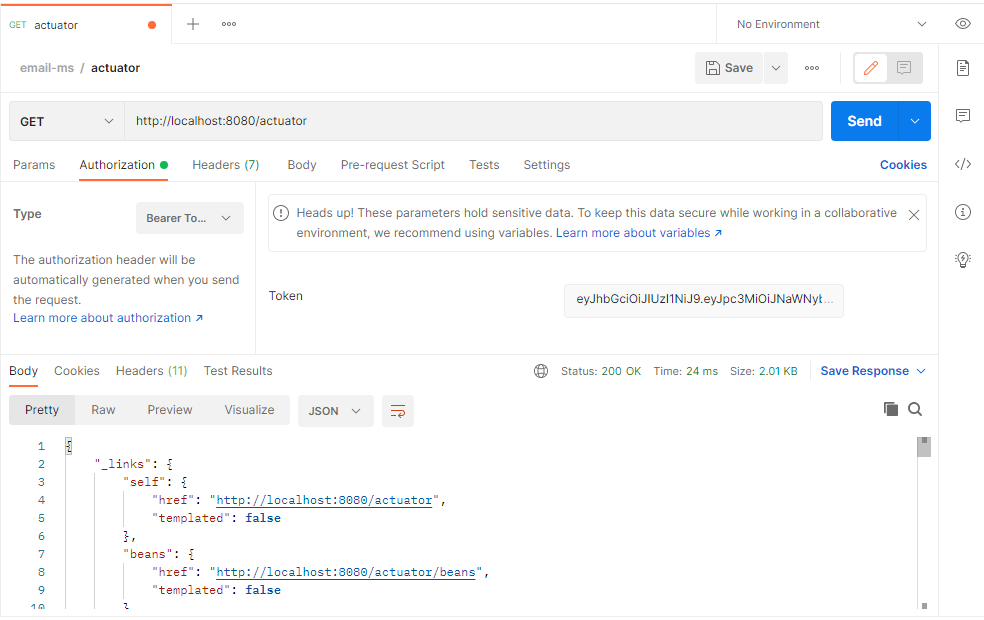 GET actuator
No Environment
email-ms / actuator
Save
GET
http://localhost:8080/actuator
Send
Params
Authorization
Headers (7)
Body
Pre-request Script
Tests
Settings
Cookies
Type
Bearer To...
The authorization header will be
automatically generated when you send
the request.
Learn more about authorization ↗
Heads up! These parameters hold sensitive data. To keep this data secure while working in a collaborative
environment, we recommend using variables. Learn more about variables ↗
Token
Body
Cookies
Headers (11)
Test Results
Status: 200 OK
Time: 24 ms
Size: 2.01 KB
Save Response
Pretty
Raw
Preview
Visualize
JSON
1 {
2 "_links": {
3 "self": {
4 "href": "http://localhost:8080/actuator",
5 "templated": false
6 },
7 "beans": {
8 "href": "http://localhost:8080/actuator/beans",
9 "templated": false
10 }